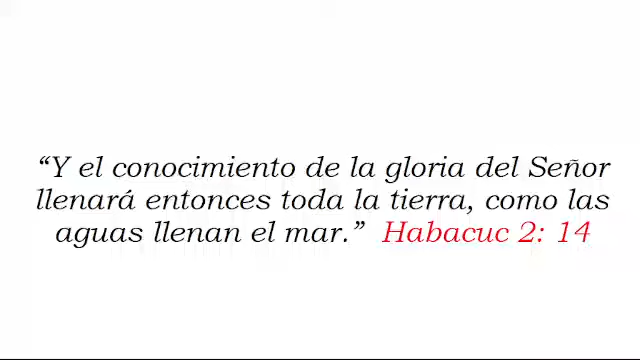 “Y el conocimiento de la gloria del Señor
llenará entonces toda la tierra, como las
aguas llenan el mar.” Habacuc 2: 14